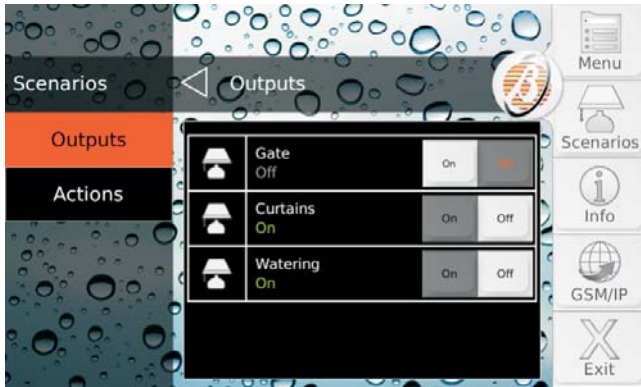 Scenarios
Outputs
Outputs
Actions
Gate
Off
On
Curtains
On
On
Off
Watering
On
On
Off
Menu
Scenarios
Info
GSM/IP
Exit